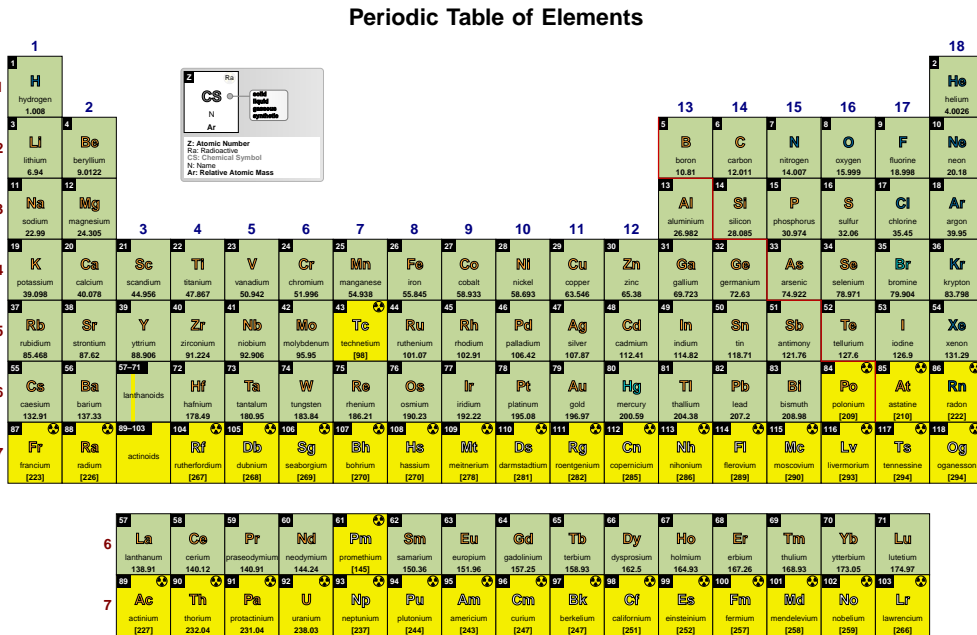 Periodic Table of Elements
1 18
1 2
H He
hydrogen helium
1.008 4.0026
Z Ra
CS
N
Ar
solid
liquid
gaseous
synthetic
Z: Atomic Number
Ra: Radioactive
CS: Chemical Symbol
N: Name
Ar: Relative Atomic Mass
2 13 14 15 16 17
3 4 5 6 7 8 9 10
2 Li Be B C N O F Ne
lithium beryllium boron carbon nitrogen oxygen fluorine neon
6.94 9.0122 10.81 12.011 14.007 15.999 18.998 20.18
11 12 13 14 15 16 17 18
3 Na Mg Al Si P S Cl Ar
sodium magnesium aluminium silicon phosphorus sulfur chlorine argon
22.99 24.305 26.982 28.085 30.974 32.06 35.45 39.95
3 4 5 6 7 8 9 10 11 12
19 20 21 22 23 24 25 26 27 28 29 30 31 32 33 34 35 36
4 K Ca Sc Ti V Cr Mn Fe Co Ni Cu Zn Ga Ge As Se Br Kr
potassium calcium scandium titanium vanadium chromium manganese iron cobalt nickel copper zinc gallium germanium arsenic selenium bromine krypton
39.098 40.078 44.956 47.867 50.942 51.996 54.938 55.845 58.933 58.693 63.546 65.38 69.723 72.63 74.922 78.971 79.904 83.798
37 38 39 40 41 42 43 44 45 46 47 48 49 50 51 52 53 54
5 Rb Sr Y Zr Nb Mo Tc Ru Rh Pd Ag Cd In Sn Sb Te I Xe
rubidium strontium yttrium zirconium niobium molybdenum technetium ruthenium rhodium palladium silver cadmium indium tin antimony tellurium iodine xenon
85.468 87.62 88.906 91.224 92.906 95.95 [98] 101.07 102.91 106.42 107.87 112.41 114.82 118.71 121.76 127.6 126.9 131.29
55 56 57–71 72 73 74 75 76 77 78 79 80 81 82 83 84 85 86
6 Cs Ba Hf Ta W Re Os Ir Pt Au Hg Tl Pb Bi Po At Rn
caesium barium lanthanoids hafnium tantalum tungsten rhenium osmium iridium platinum gold mercury thallium lead bismuth polonium astatine radon
132.91 137.33 178.49 180.95 183.84 186.21 190.23 192.22 195.08 196.97 200.59 204.38 207.2 208.98 [209] [210] [222]
87 88 89–103 104 105 106 107 108 109 110 111 112 113 114 115 116 117 118
7 Fr Ra Rf Db Sg Bh Hs Mt Ds Rg Cn Nh Fl Mc Lv Ts Og
francium radium actinoids rutherfordium dubnium seaborgium bohrium hassium meitnerium darmstadtium roentgenium copernicium nihonium flerovium moscovium livermorium tennessine oganesson
[223] [226] [267] [268] [269] [270] [270] [278] [281] [282] [285] [286] [289] [290] [293] [294] [294]
57 58 59 60 61 62 63 64 65 66 67 68 69 70 71
6 La Ce Pr Nd Pm Sm Eu Gd Tb Dy Ho Er Tm Yb Lu
lanthanum cerium praseodymium neodymium promethium samarium europium gadolinium terbium dysprosium holmium erbium thulium ytterbium lutetium
138.91 140.12 140.91 144.24 [145] 150.36 151.96 157.25 158.93 162.5 164.93 167.26 168.93 173.05 174.97
89 90 91 92 93 94 95 96 97 98 99 100 101 102 103
7 Ac Th Pa U Np Pu Am Cm Bk Cf Es Fm Md No Lr
actinium thorium protactinium uranium neptunium plutonium americium curium berkelium californium einsteinium fermium mendelevium nobelium lawrencium
[227] 232.04 231.04 238.03 [237] [244] [243] [247] [247] [251] [252] [257] [258] [259] [266]